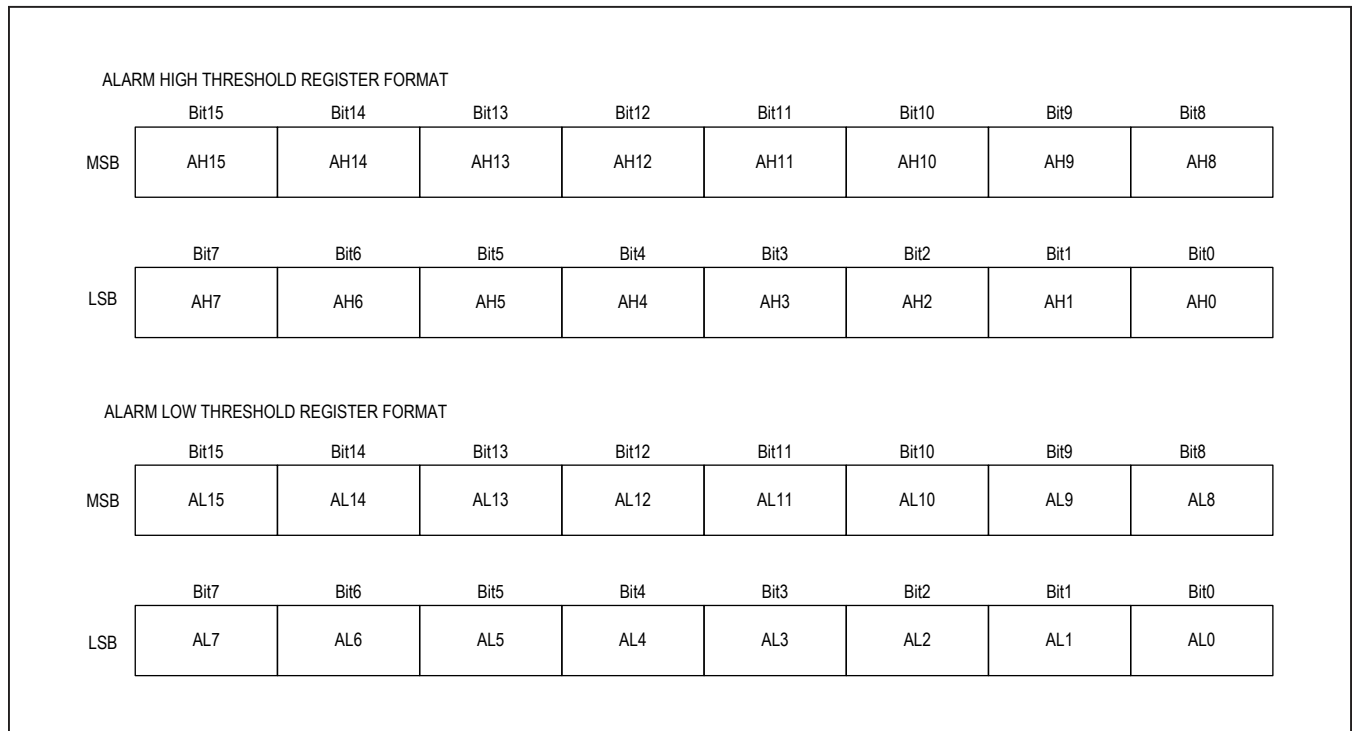 ALARM HIGH THRESHOLD REGISTER FORMAT
Bit15 Bit14 Bit13 Bit12 Bit11 Bit10 Bit9 Bit8
MSB AH15 AH14 AH13 AH12 AH11 AH10 AH9 AH8
Bit7 Bit6 Bit5 Bit4 Bit3 Bit2 Bit1 Bit0
LSB AH7 AH6 AH5 AH4 AH3 AH2 AH1 AH0
ALARM LOW THRESHOLD REGISTER FORMAT
Bit15 Bit14 Bit13 Bit12 Bit11 Bit10 Bit9 Bit8
MSB AL15 AL14 AL13 AL12 AL11 AL10 AL9 AL8
Bit7 Bit6 Bit5 Bit4 Bit3 Bit2 Bit1 Bit0
LSB AL7 AL6 AL5 AL4 AL3 AL2 AL1 AL0